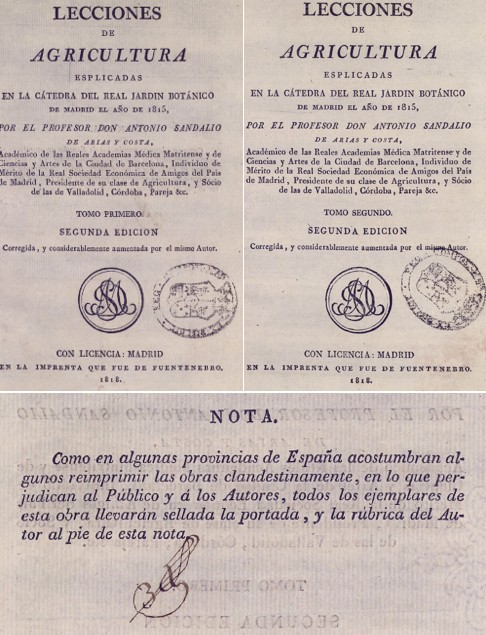 LECCIONES
DE
AGRICULTURA
ESPLICADAS
EN LA CÁTEDRA DEL REAL JARDIN BOTÁNICO
DE MADRID EL AÑO DE 1815,
POR EL PROFESOR DON ANTONIO SANDALIO
DE ARIAS Y COSTA,
Académico de las Reales Academias Médica Matritense y de
Ciencias y Artes de la Ciudad de Barcelona, Individuo de
Mérito de la Real Sociedad Económica de Amigos del Pais
de Madrid, Presidente de su clase de Agricultura, y Sócio
de las de Valladolid, Córdoba, Pareja &c.
TOMO PRIMERO.
SEGUNDA EDICION
Corregida, y considerablemente aumentada por el mismo Autor.
CON LICENCIA: MADRID
EN LA IMPRENTA QUE FUE DE FUENTENEBRO.
1818.
LECCIONES
DE
AGRICULTURA
ESPLICADAS
EN LA CÁTEDRA DEL REAL JARDIN BOTÁNICO
DE MADRID EL AÑO DE 1815,
POR EL PROFESOR DON ANTONIO SANDALIO
DE ARIAS Y COSTA,
Académico de las Reales Academias Médica Matritense y de
Ciencias y Artes de la Ciudad de Barcelona, Individuo de
Mérito de la Real Sociedad Económica de Amigos del Pais
de Madrid, Presidente de su clase de Agricultura, y Sócio
de las de Valladolid, Córdoba, Pareja &c.
TOMO SEGUNDO.
SEGUNDA EDICION
Corregida, y considerablemente aumentada por el mismo Autor.
CON LICENCIA: MADRID
EN LA IMPRENTA QUE FUE DE FUENTENEBRO.
1818.
NOTA.
Como en algunas provincias de España acostumbran al-
gunos reimprimir las obras clandestinamente, en lo que per-
judican al Público y á los Autores, todos los ejemplares de
esta obra llevarán sellada la portada, y la rúbrica del Au-
tor al pie de esta nota.